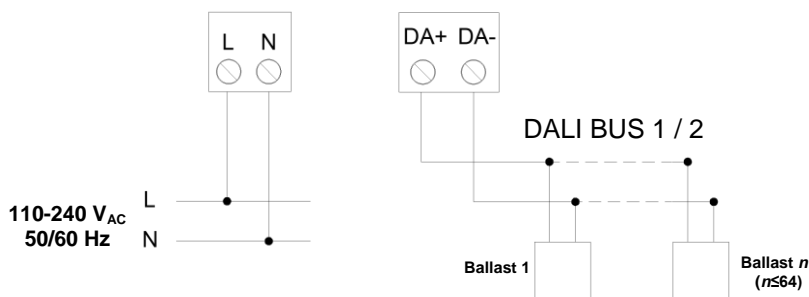 L N
DA+ DA-
DALI BUS 1 / 2
110-240 VAC
50/60 Hz
L
N
Ballast 1
Ballast n
(n≤64)